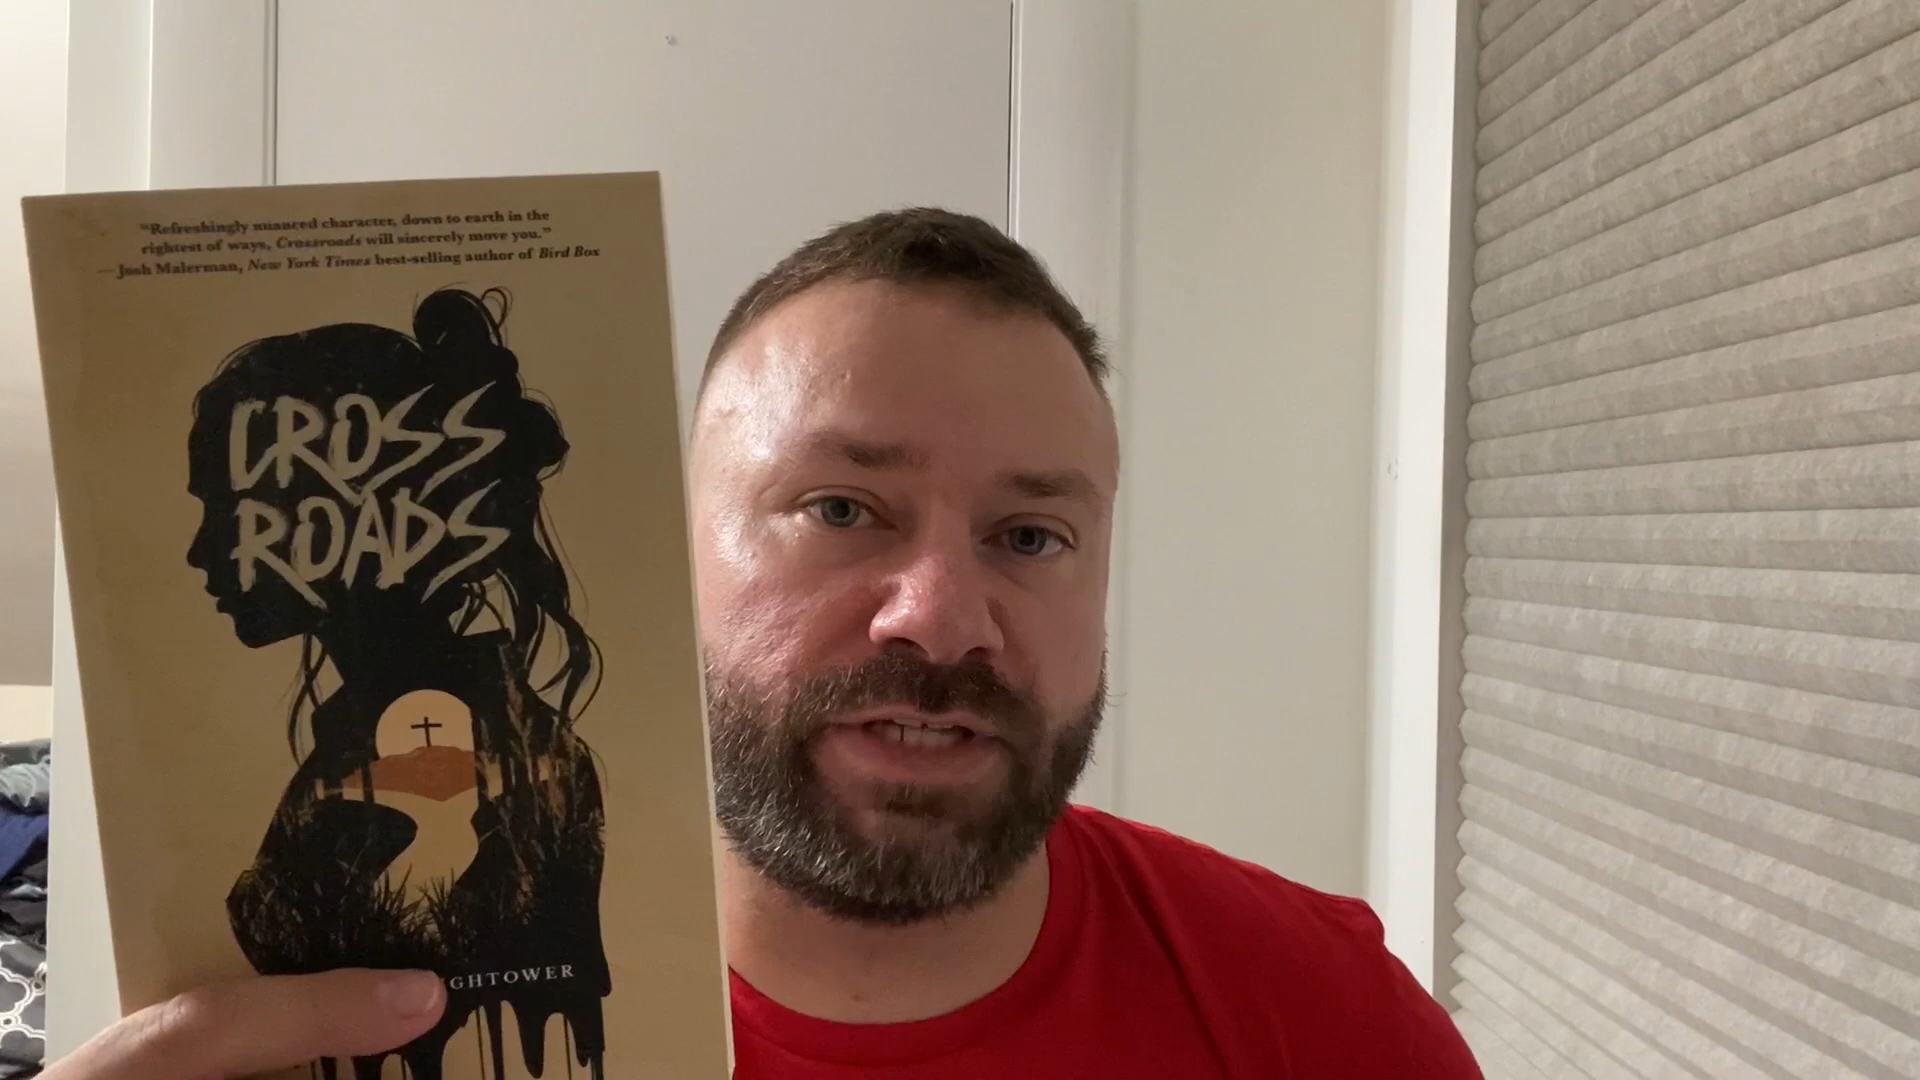 "Refreshingly nuanced character, down to earth in the
rightest of ways, Crossroads will sincerely move you."
—Josh Malerman, New York Times best-selling author of Bird Box
CROSS
ROADS
GHTOWER